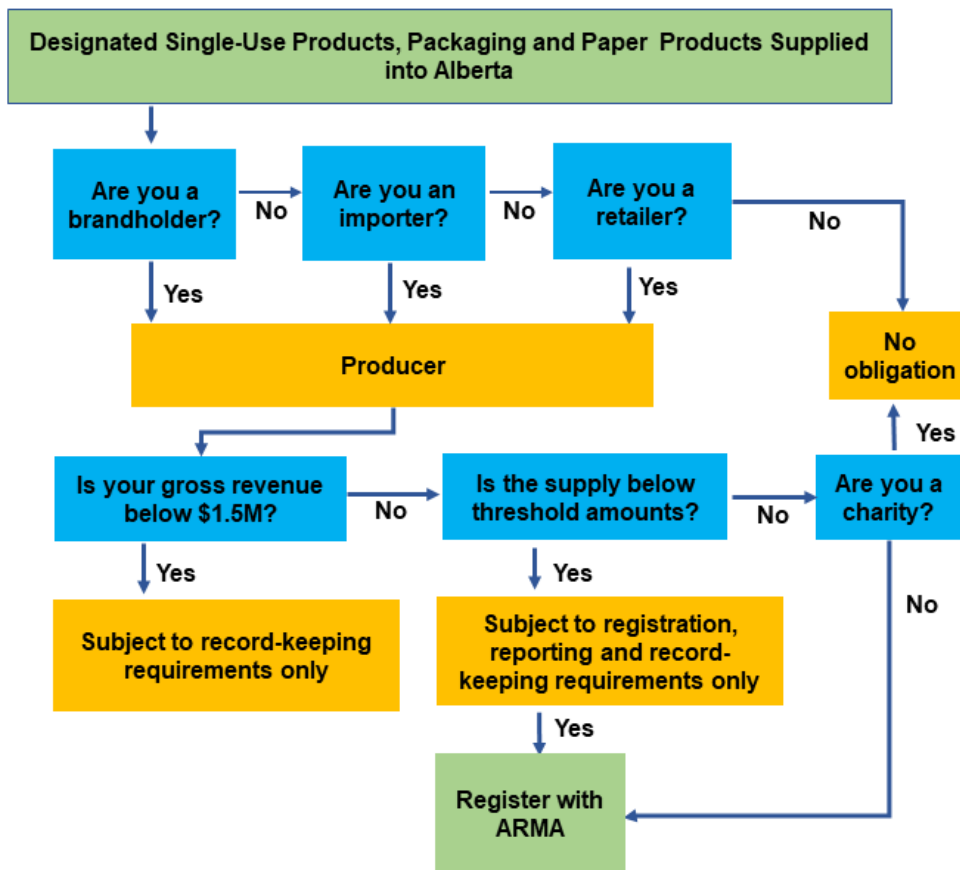 Designated Single-Use Products, Packaging and Paper Products Supplied
into Alberta
Are you a
brandholder?
No
Are you an
importer?
No
Are you a
retailer?
No
Yes
Yes
Yes
Producer
No
obligation
Yes
Is your gross revenue
below $1.5M?
No
Is the supply below
threshold amounts?
No
Are you a
charity?
Yes
Yes
No
Subject to record-keeping
requirements only
Subject to registration,
reporting and record-
keeping requirements only
Yes
Register with
ARMA